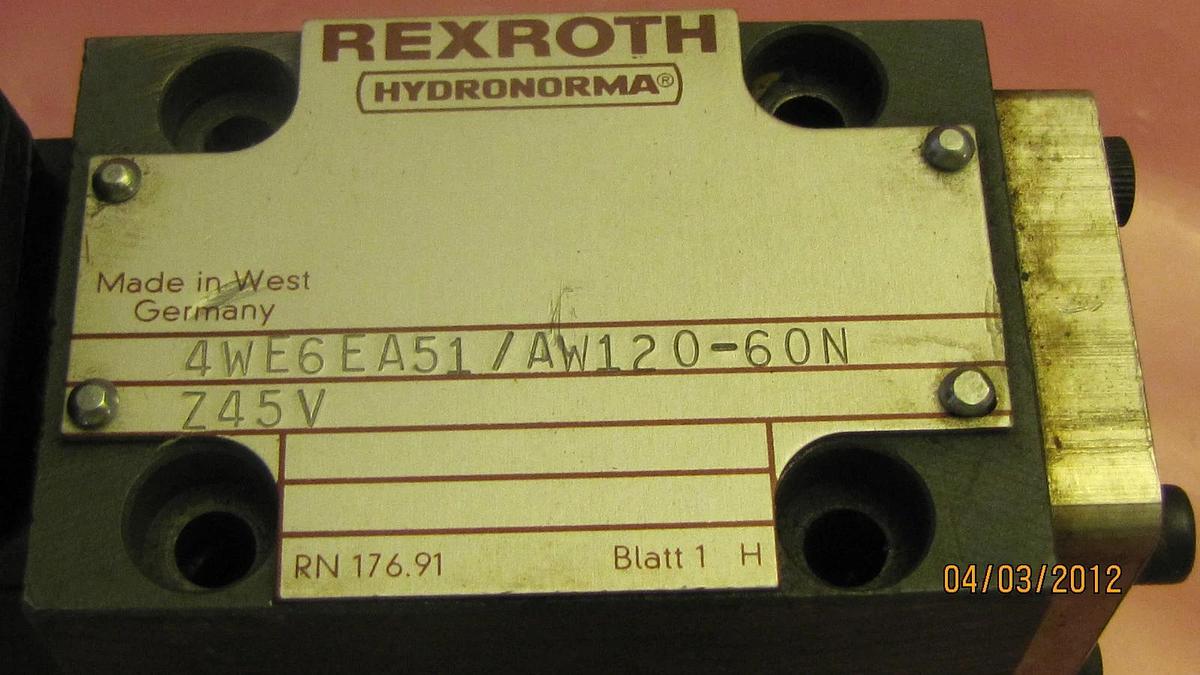 REXROTH
HYDRONORMA®
Made in West
Germany
4WE6EA51/AW120-60N
Z45V
RN 176.91 Blatt 1 H
04/03/2012